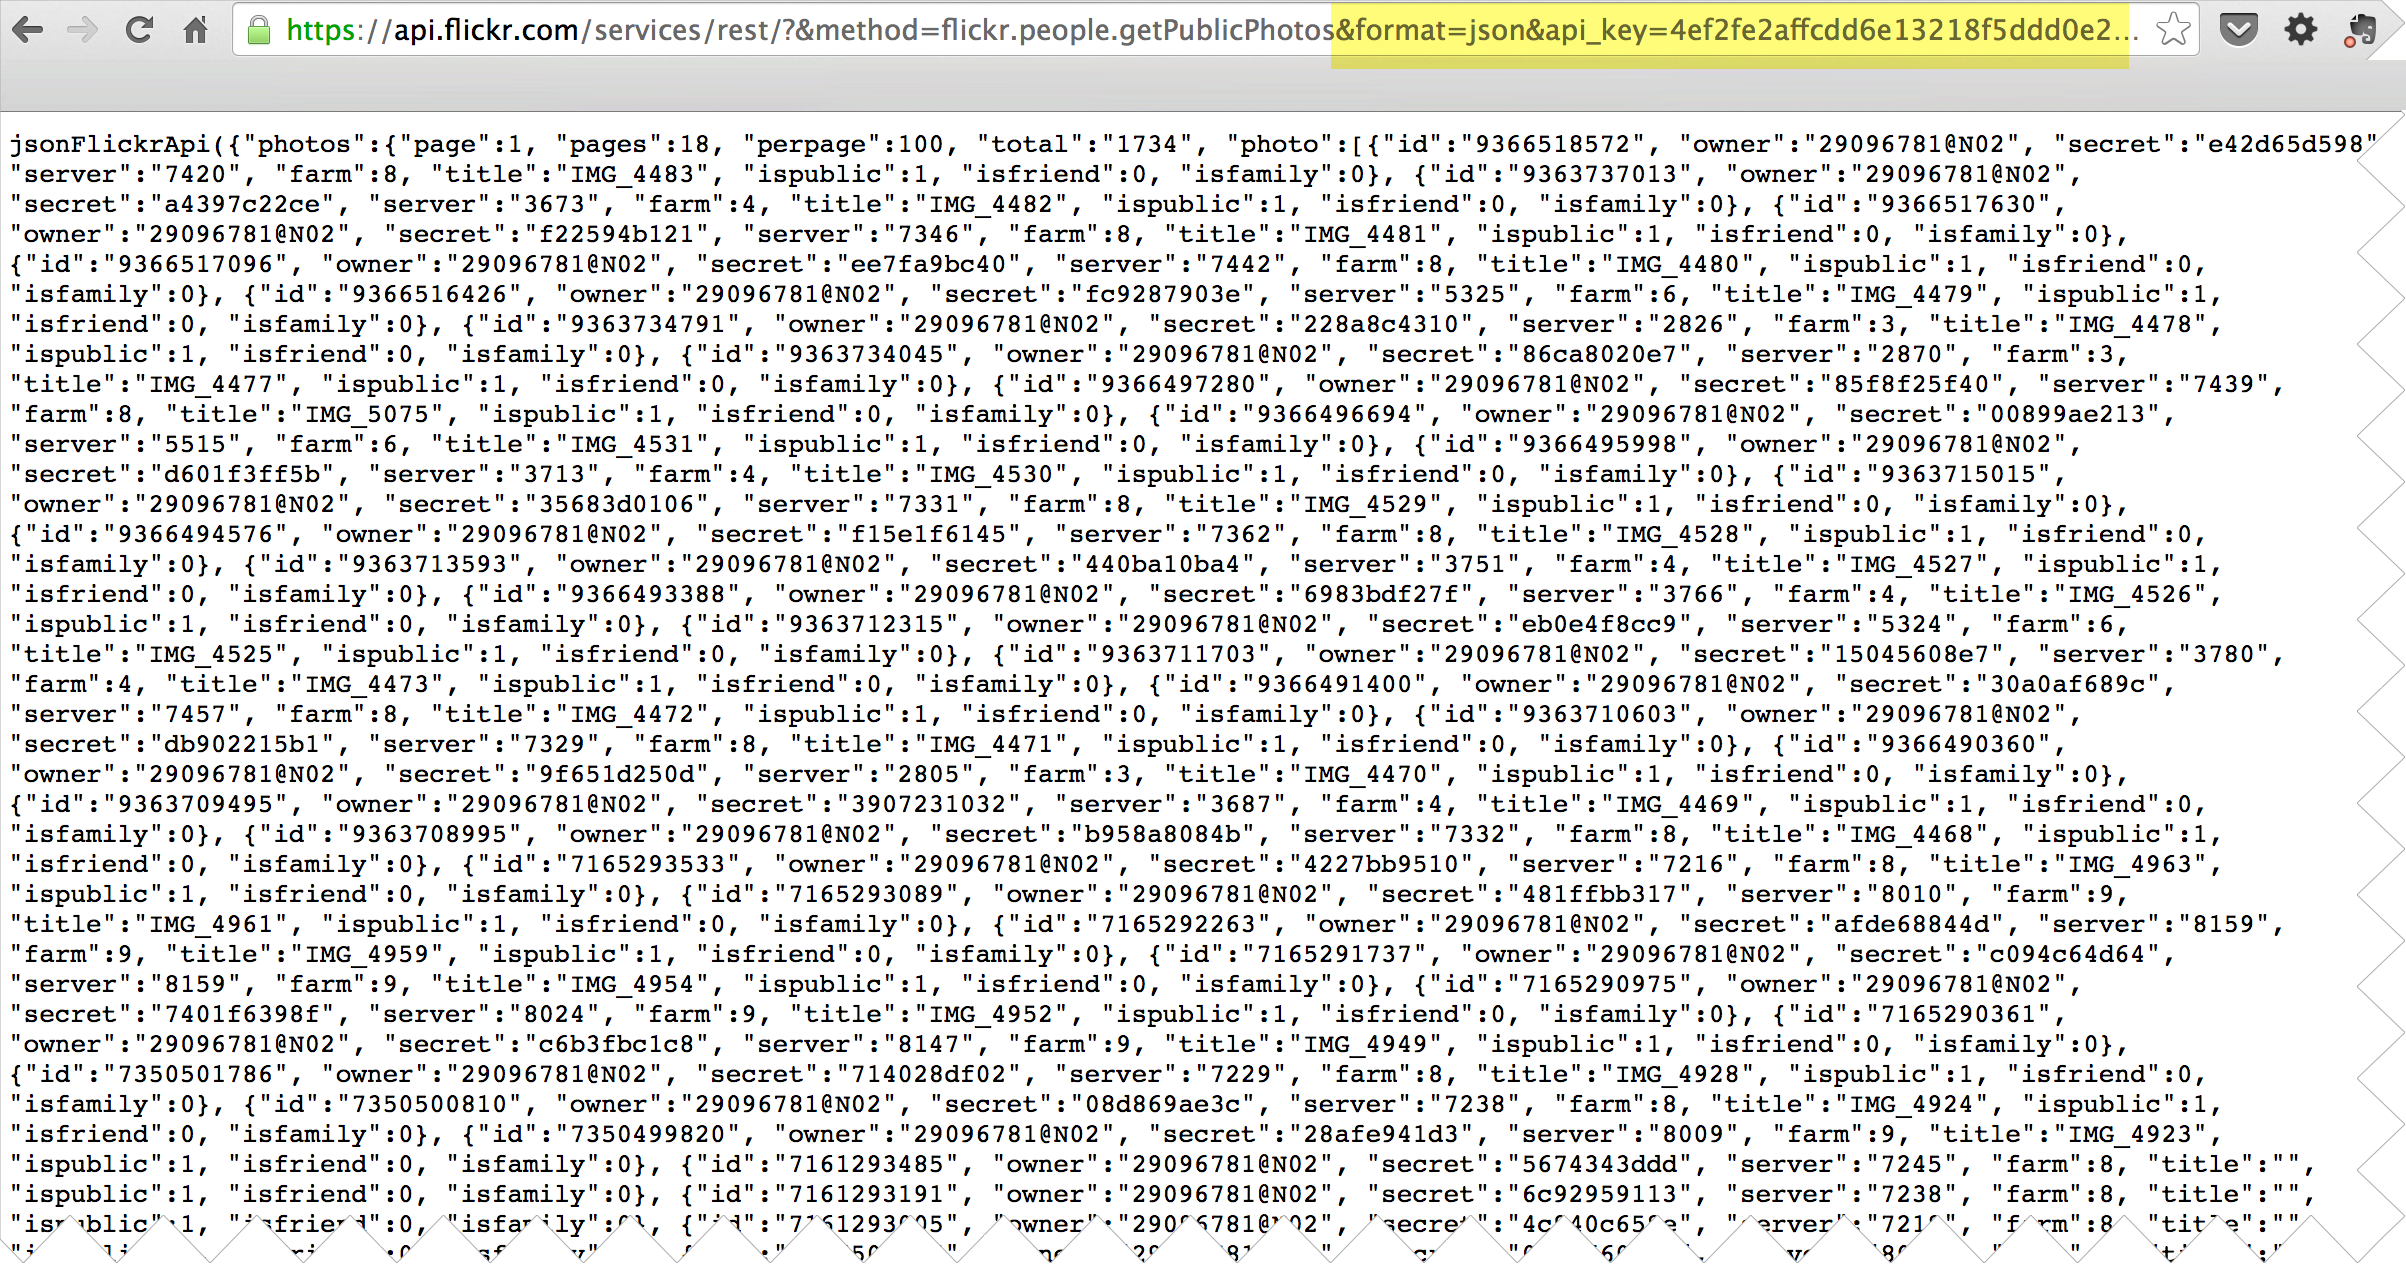 https://api.flickr.com/services/rest/?&method=flickr.people.getPublicPhotos&format=json&api_key=4ef2fe2affcdd6e13218f5ddd0e2...
jsonFlickrApi({"photos":{"page":1, "pages":18, "perpage":100, "total":"1734", "photo":[{"id":"9366518572", "owner":"29096781@N02", "secret":"e42d65d598"
"server":"7420", "farm":8, "title":"IMG_4483", "ispublic":1, "isfriend":0, "isfamily":0}, {"id":"9363737013", "owner":"29096781@N02",
"secret":"a4397c22ce", "server":"3673", "farm":4, "title":"IMG_4482", "ispublic":1, "isfriend":0, "isfamily":0}, {"id":"9366517630",
"owner":"29096781@N02", "secret":"f22594b121", "server":"7346", "farm":8, "title":"IMG_4481", "ispublic":1, "isfriend":0, "isfamily":0},
{"id":"9366517096", "owner":"29096781@N02", "secret":"ee7fa9bc40", "server":"7442", "farm":8, "title":"IMG_4480", "ispublic":1, "isfriend":0,
"isfamily":0}, {"id":"9366516426", "owner":"29096781@N02", "secret":"fc9287903e", "server":"5325", "farm":6, "title":"IMG_4479", "ispublic":1,
"isfriend":0, "isfamily":0}, {"id":"9363734791", "owner":"29096781@N02", "secret":"228a8c4310", "server":"2826", "farm":3, "title":"IMG_4478",
"ispublic":1, "isfriend":0, "isfamily":0}, {"id":"9363734045", "owner":"29096781@N02", "secret":"86ca8020e7", "server":"2870", "farm":3,
"title":"IMG_4477", "ispublic":1, "isfriend":0, "isfamily":0}, {"id":"9366497280", "owner":"29096781@N02", "secret":"85f8f25f40", "server":"7439",
"farm":8, "title":"IMG_5075", "ispublic":1, "isfriend":0, "isfamily":0}, {"id":"9366496694", "owner":"29096781@N02", "secret":"00899ae213",
"server":"5515", "farm":6, "title":"IMG_4531", "ispublic":1, "isfriend":0, "isfamily":0}, {"id":"9366495998", "owner":"29096781@N02",
"secret":"d601f3ff5b", "server":"3713", "farm":4, "title":"IMG_4530", "ispublic":1, "isfriend":0, "isfamily":0}, {"id":"9363715015",
"owner":"29096781@N02", "secret":"35683d0106", "server":"7331", "farm":8, "title":"IMG_4529", "ispublic":1, "isfriend":0, "isfamily":0},
{"id":"9366494576", "owner":"29096781@N02", "secret":"f15e1f6145", "server":"7362", "farm":8, "title":"IMG_4528", "ispublic":1, "isfriend":0,
"isfamily":0}, {"id":"9363713593", "owner":"29096781@N02", "secret":"440ba10ba4", "server":"3751", "farm":4, "title":"IMG_4527", "ispublic":1,
"isfriend":0, "isfamily":0}, {"id":"9366493388", "owner":"29096781@N02", "secret":"6983bdf27f", "server":"3766", "farm":4, "title":"IMG_4526",
"ispublic":1, "isfriend":0, "isfamily":0}, {"id":"9363712315", "owner":"29096781@N02", "secret":"eb0e4f8cc9", "server":"5324", "farm":6,
"title":"IMG_4525", "ispublic":1, "isfriend":0, "isfamily":0}, {"id":"9363711703", "owner":"29096781@N02", "secret":"15045608e7", "server":"3780",
"farm":4, "title":"IMG_4473", "ispublic":1, "isfriend":0, "isfamily":0}, {"id":"9366491400", "owner":"29096781@N02", "secret":"30a0af689c",
"server":"7457", "farm":8, "title":"IMG_4472", "ispublic":1, "isfriend":0, "isfamily":0}, {"id":"9363710603", "owner":"29096781@N02",
"secret":"db902215b1", "server":"7329", "farm":8, "title":"IMG_4471", "ispublic":1, "isfriend":0, "isfamily":0}, {"id":"9366490360",
"owner":"29096781@N02", "secret":"9f651d250d", "server":"2805", "farm":3, "title":"IMG_4470", "ispublic":1, "isfriend":0, "isfamily":0},
{"id":"9363709495", "owner":"29096781@N02", "secret":"3907231032", "server":"3687", "farm":4, "title":"IMG_4469", "ispublic":1, "isfriend":0,
"isfamily":0}, {"id":"9363708995", "owner":"29096781@N02", "secret":"b958a8084b", "server":"7332", "farm":8, "title":"IMG_4468", "ispublic":1,
"isfriend":0, "isfamily":0}, {"id":"7165293533", "owner":"29096781@N02", "secret":"4227bb9510", "server":"7216", "farm":8, "title":"IMG_4963",
"ispublic":1, "isfriend":0, "isfamily":0}, {"id":"7165293089", "owner":"29096781@N02", "secret":"481ffbb317", "server":"8010", "farm":9,
"title":"IMG_4961", "ispublic":1, "isfriend":0, "isfamily":0}, {"id":"7165292263", "owner":"29096781@N02", "secret":"afde68844d", "server":"8159",
"farm":9, "title":"IMG_4959", "ispublic":1, "isfriend":0, "isfamily":0}, {"id":"7165291737", "owner":"29096781@N02", "secret":"c094c64d64",
"server":"8159", "farm":9, "title":"IMG_4954", "ispublic":1, "isfriend":0, "isfamily":0}, {"id":"7165290975", "owner":"29096781@N02",
"secret":"7401f6398f", "server":"8024", "farm":9, "title":"IMG_4952", "ispublic":1, "isfriend":0, "isfamily":0}, {"id":"7165290361",
"owner":"29096781@N02", "secret":"c6b3fbc1c8", "server":"8147", "farm":9, "title":"IMG_4949", "ispublic":1, "isfriend":0, "isfamily":0},
{"id":"7350501786", "owner":"29096781@N02", "secret":"714028df02", "server":"7229", "farm":8, "title":"IMG_4928", "ispublic":1, "isfriend":0,
"isfamily":0}, {"id":"7350500810", "owner":"29096781@N02", "secret":"08d869ae3c", "server":"7238", "farm":8, "title":"IMG_4924", "ispublic":1,
"isfriend":0, "isfamily":0}, {"id":"7350499820", "owner":"29096781@N02", "secret":"28afe941d3", "server":"8009", "farm":9, "title":"IMG_4923",
"ispublic":1, "isfriend":0, "isfamily":0}, {"id":"7161293485", "owner":"29096781@N02", "secret":"5674343ddd", "server":"7245", "farm":8, "title":"",
"ispublic":1, "isfriend":0, "isfamily":0}, {"id":"7161293191", "owner":"29096781@N02", "secret":"6c92959113", "server":"7238", "farm":8, "title":"",
"ispublic":1, "isfriend":0, "isfamily":0}, {"id": "owner":"29096781@N02",